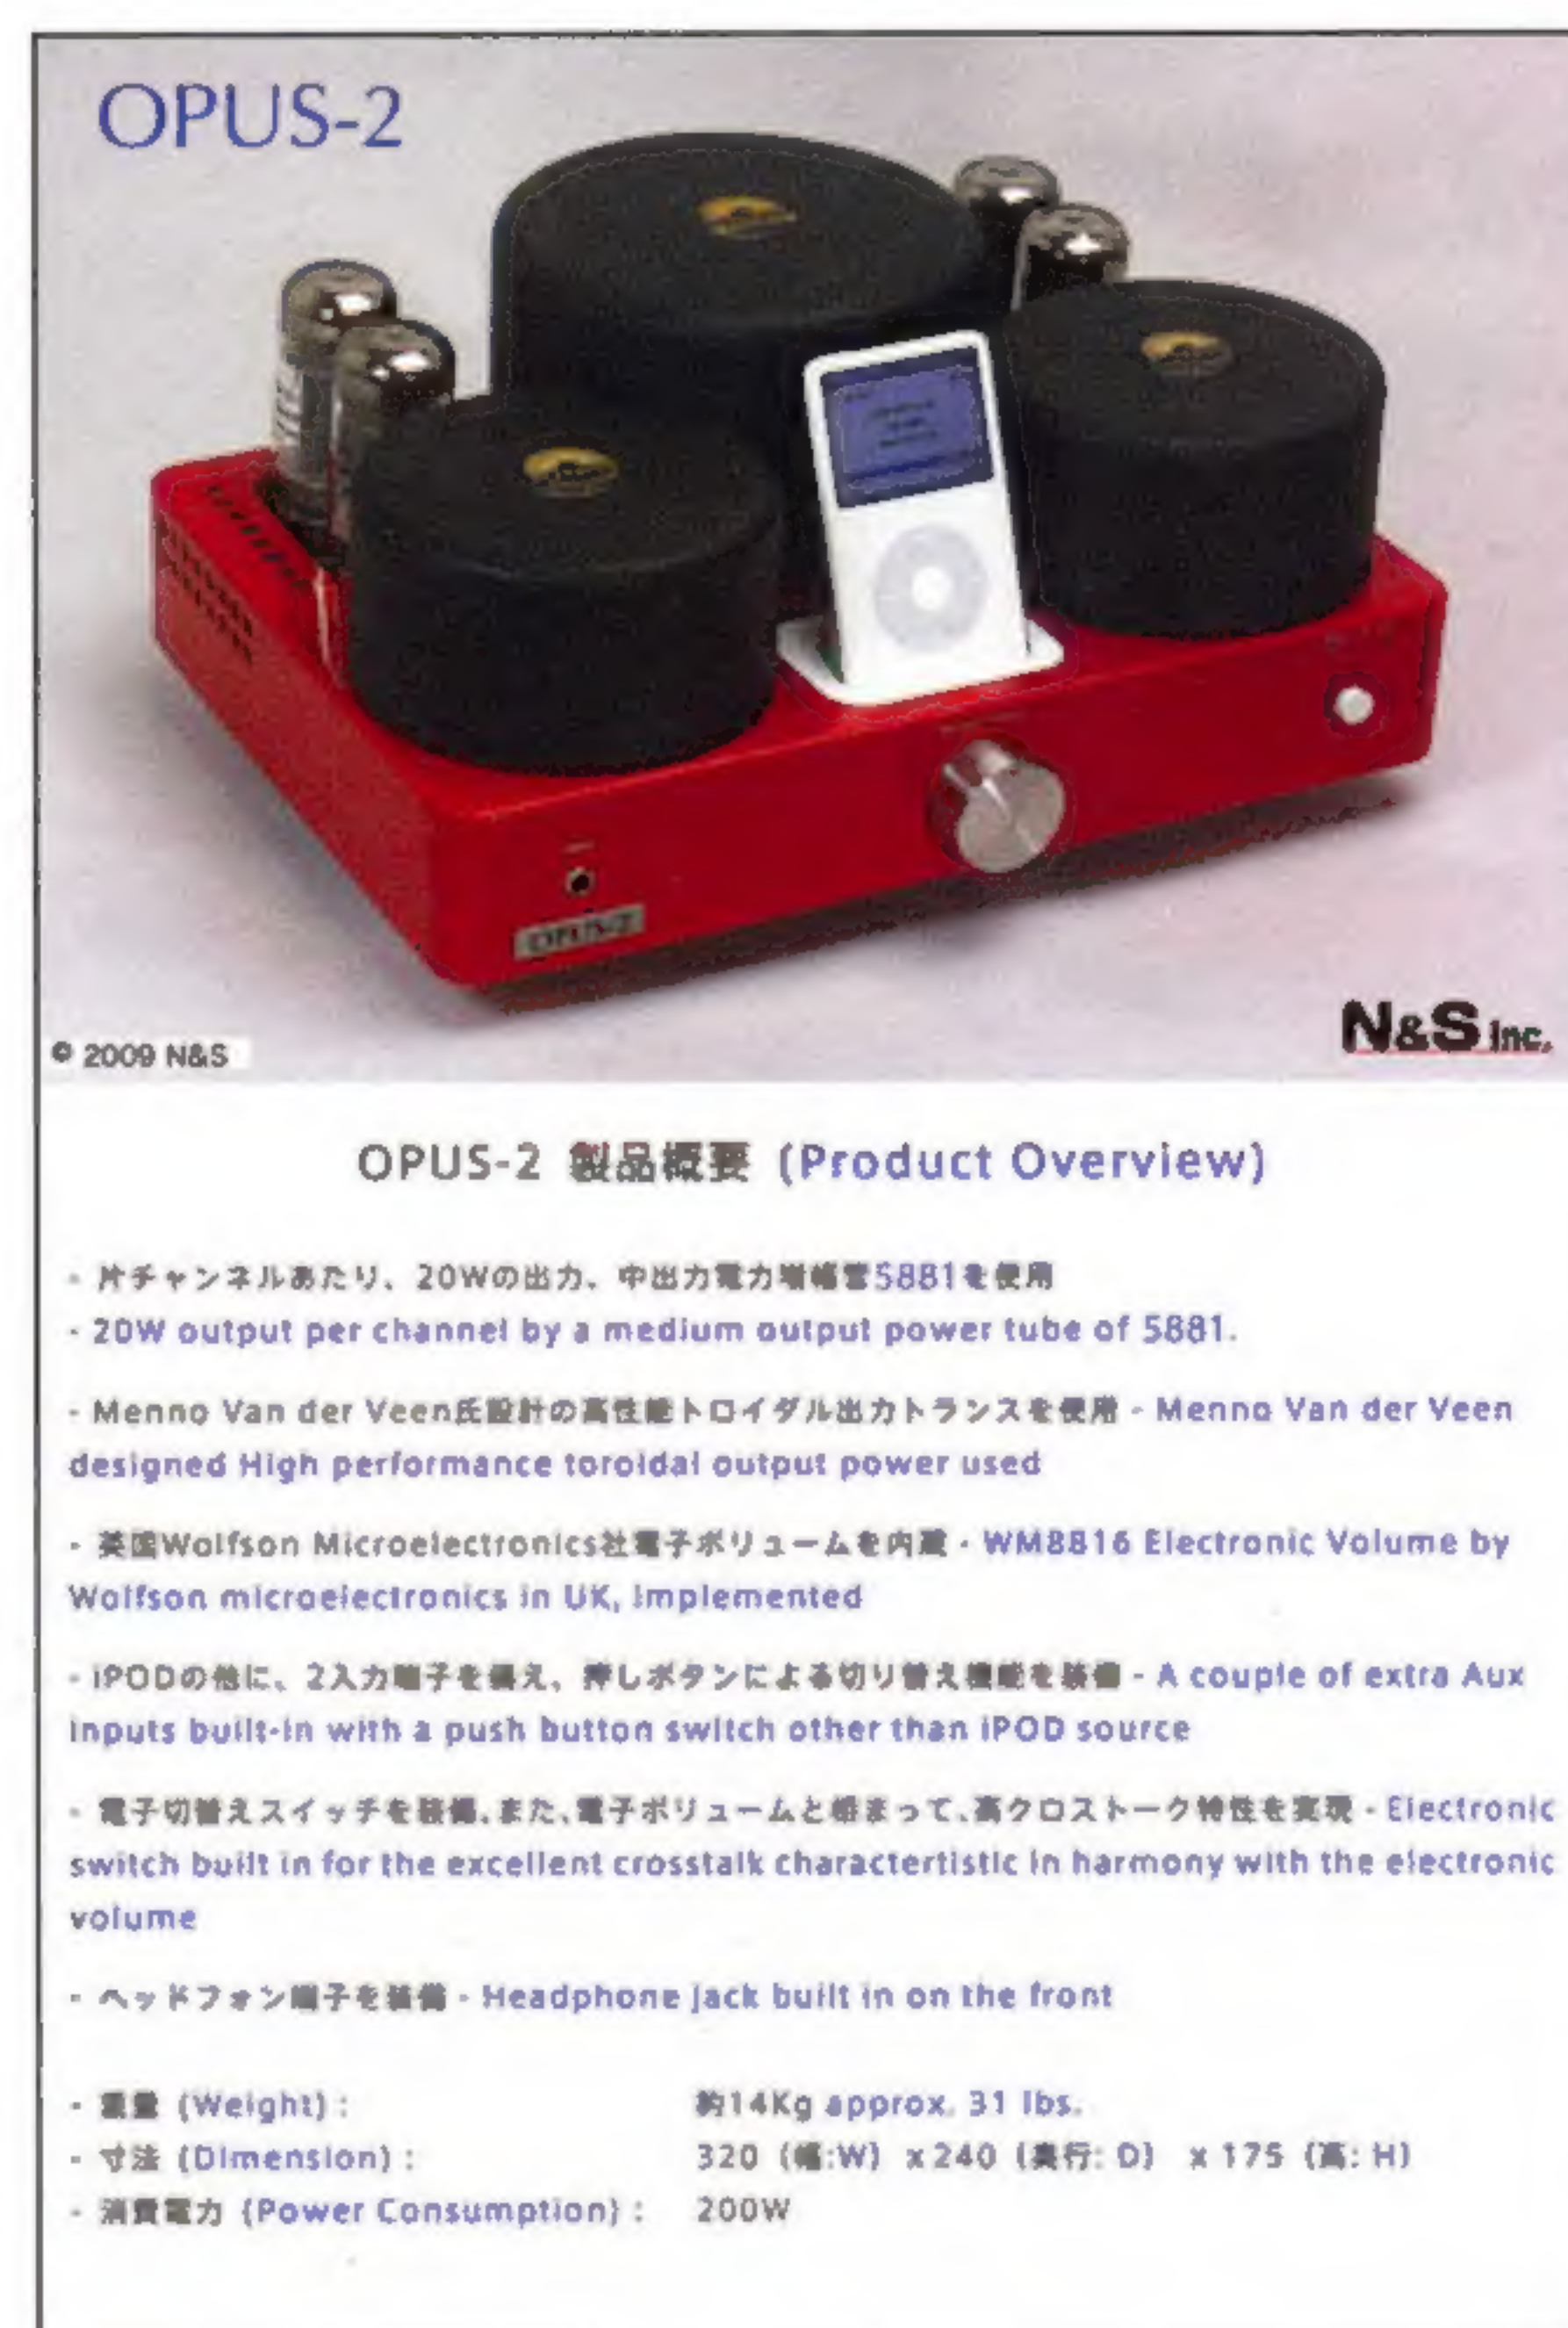 OPUS-2
OPUS-2
© 2009 N&S
N&S Inc.
OPUS-2 製品概要 (Product Overview)
- 片チャンネルあたり、20Wの出力、中出力電力増幅管5881を使用
- 20W output per channel by a medium output power tube of 5881.
- Menno Van der Veen氏設計の高性能トロイダル出力トランスを使用 - Menno Van der Veen
designed High performance toroidal output power used
- 英国Wolfson Microelectronics社電子ボリュームを内蔵 - WM8816 Electronic Volume by
Wolfson microelectronics in UK, implemented
- iPODの他に、2入力端子を備え、押しボタンによる切り替え機能を装備 - A couple of extra Aux
inputs built-in with a push button switch other than iPOD source
- 電子切替えスイッチを装備、また、電子ボリュームと相まって、高クロストーク特性を実現 - Electronic
switch built in for the excellent crosstalk charactertistic in harmony with the electronic
volume
- ヘッドフォン端子を装備 - Headphone jack built in on the front
- 重量 (Weight) : 約14Kg approx. 31 lbs.
- 寸法 (Dimension) : 320 (幅:W) x 240 (奥行: D) x 175 (高: H)
- 消費電力 (Power Consumption) : 200W